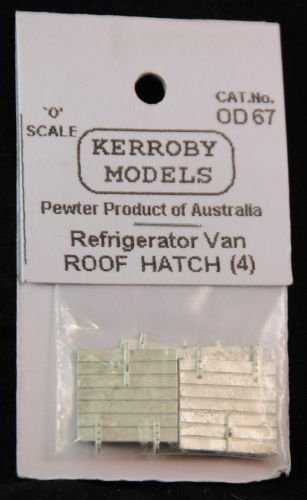 CAT.No.
'O' OD 67
SCALE
KERROBY
MODELS
Pewter Product of Australia
Refrigerator Van
ROOF HATCH (4)